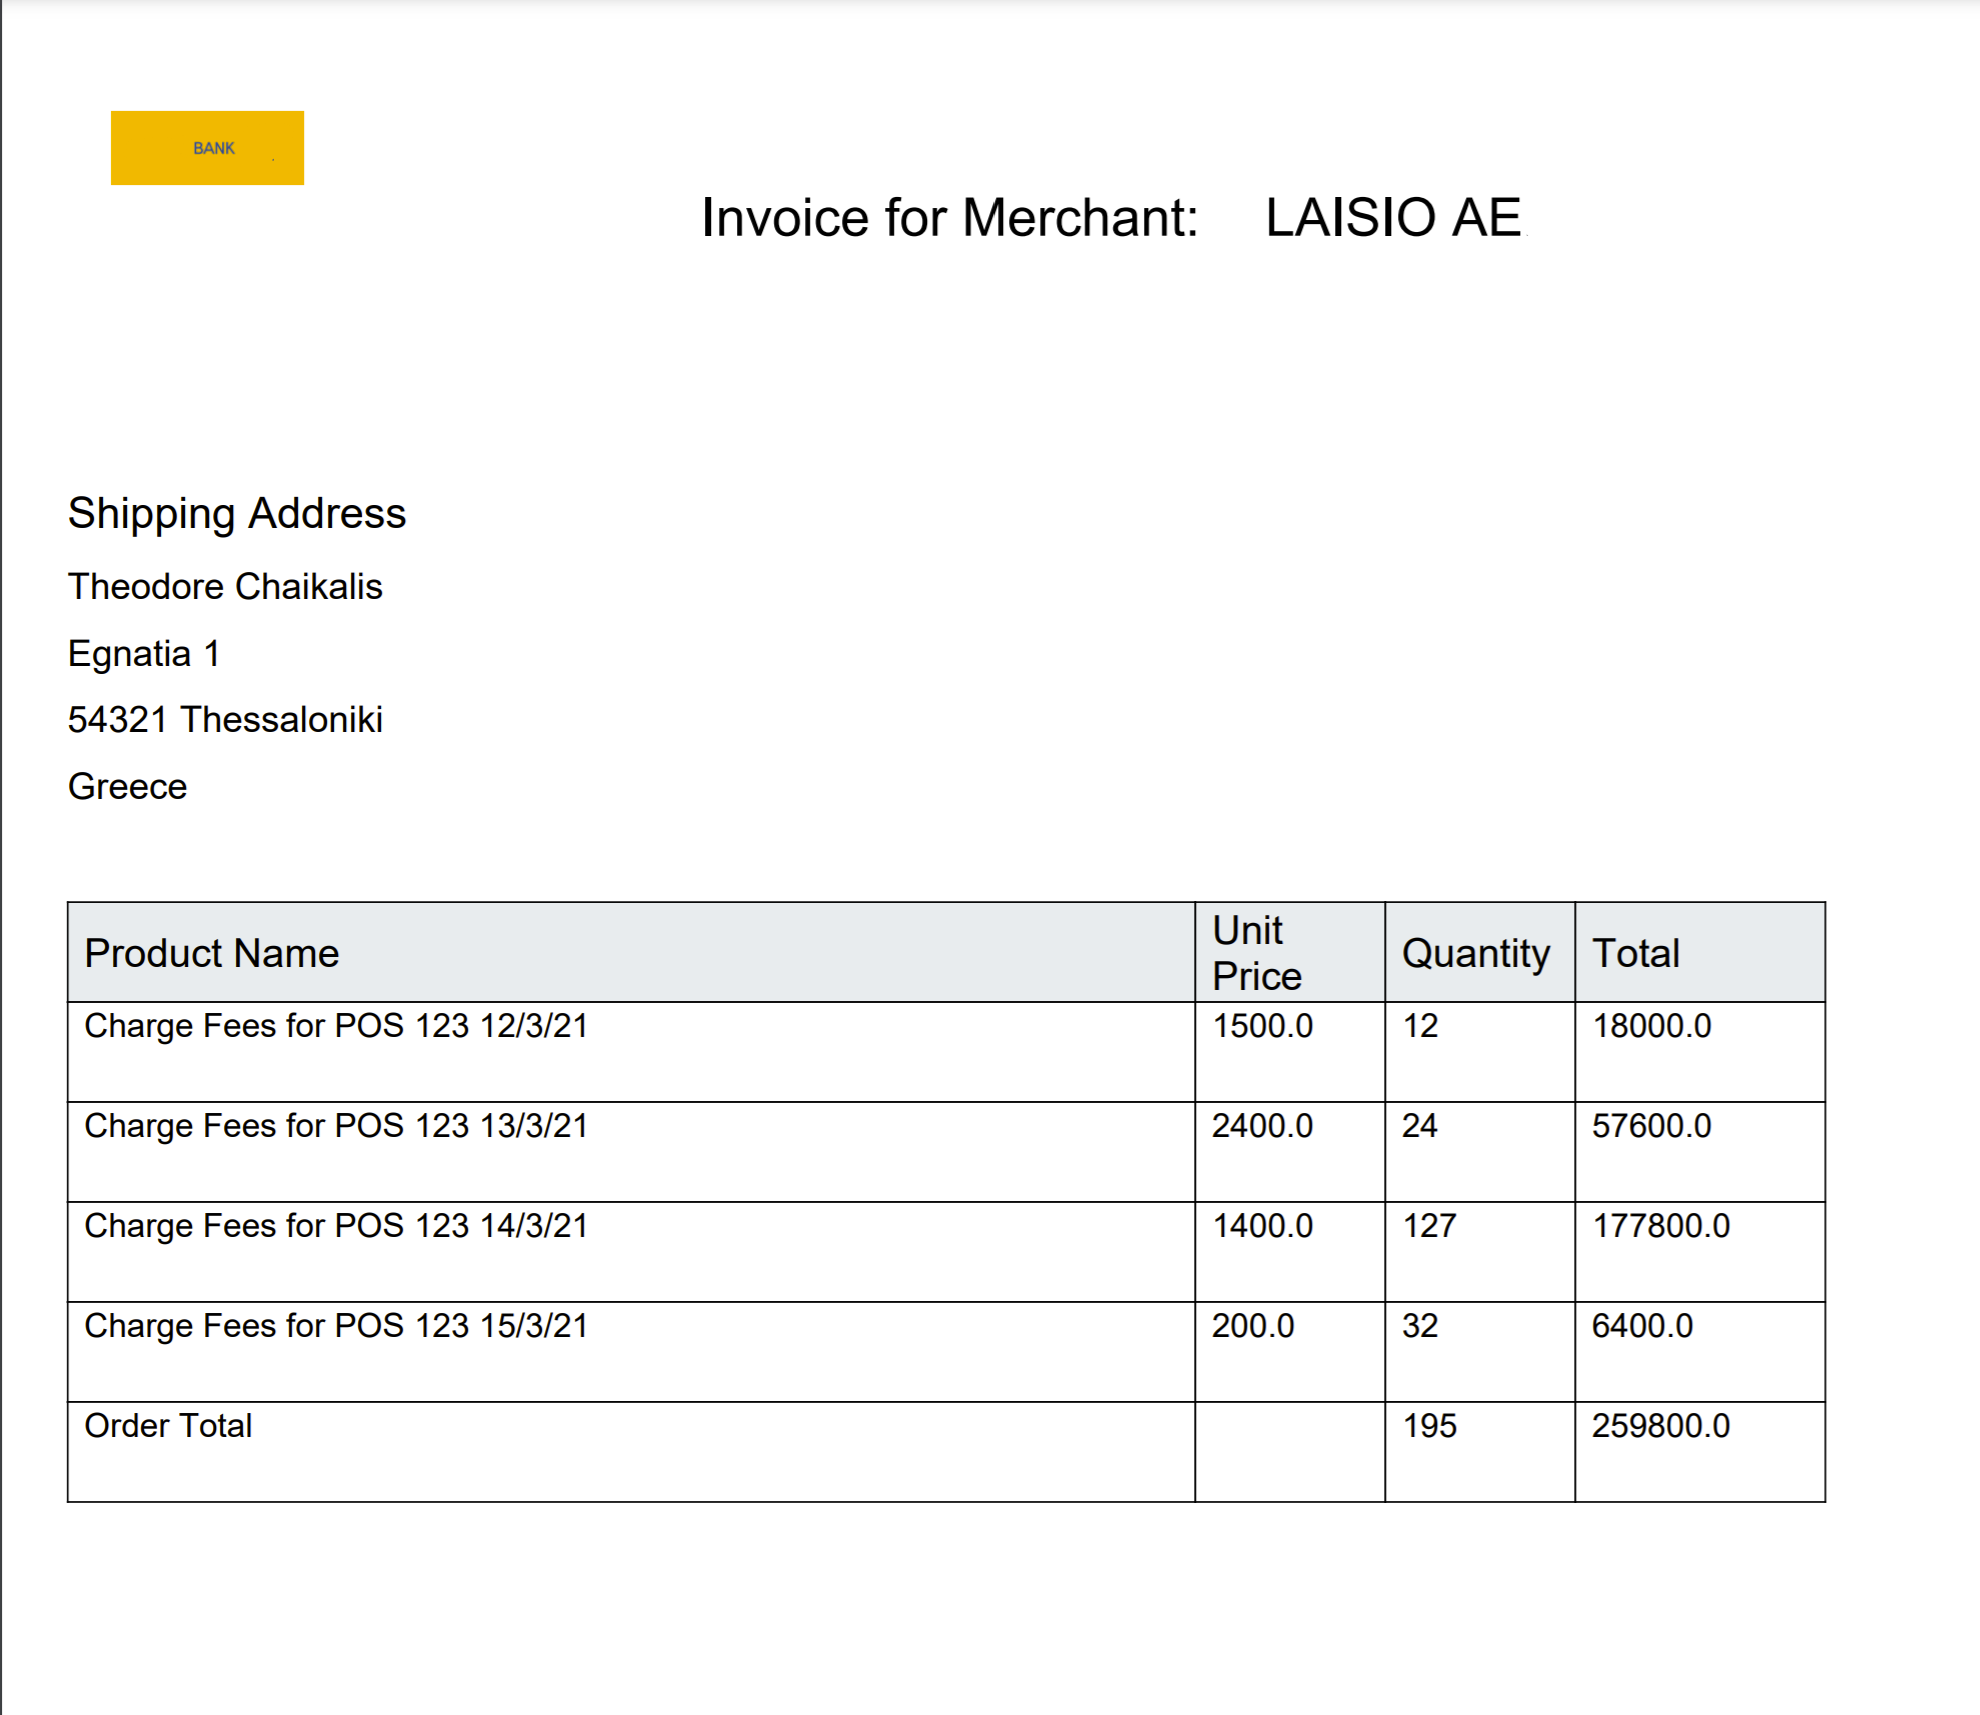 BANK
Invoice for Merchant: LAISIO AE
Shipping Address
Theodore Chaikalis
Egnatia 1
54321 Thessaloniki
Greece
Product Name Unit Price Quantity Total
Charge Fees for POS 123 12/3/21 1500.0 12 18000.0
Charge Fees for POS 123 13/3/21 2400.0 24 57600.0
Charge Fees for POS 123 14/3/21 1400.0 127 177800.0
Charge Fees for POS 123 15/3/21 200.0 32 6400.0
Order Total 195 259800.0